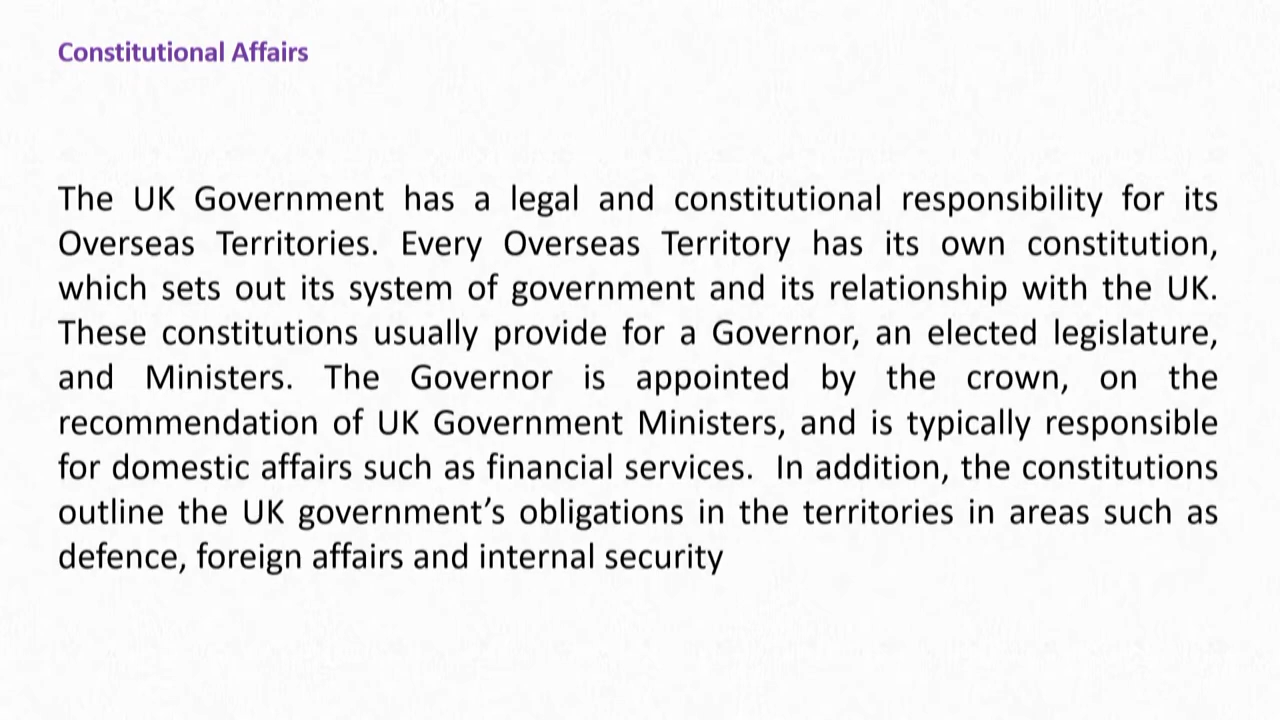 Constitutional Affairs
The UK Government has a legal and constitutional responsibility for its
Overseas Territories. Every Overseas Territory has its own constitution,
which sets out its system of government and its relationship with the UK.
These constitutions usually provide for a Governor, an elected legislature,
and Ministers. The Governor is appointed by the crown, on the
recommendation of UK Government Ministers, and is typically responsible
for domestic affairs such as financial services.  In addition, the constitutions
outline the UK government’s obligations in the territories in areas such as
defence, foreign affairs and internal security